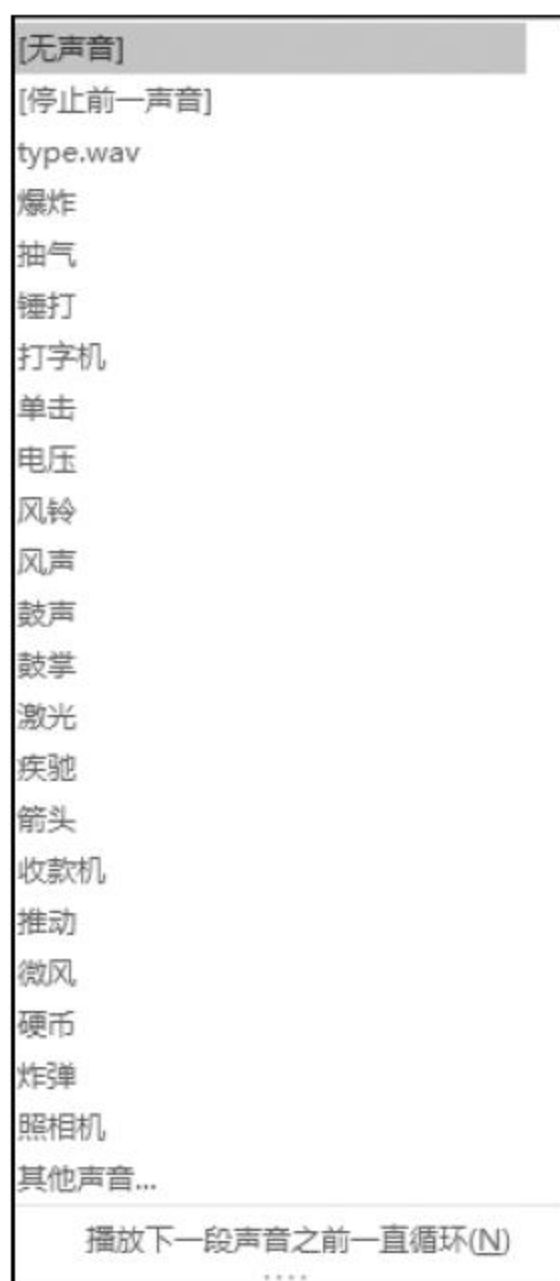 [无声音]
[停止前一声音]
type.wav
爆炸
抽气
锤打
打字机
单击
电压
风铃
风声
鼓声
鼓掌
激光
疾驰
箭头
收款机
推动
微风
硬币
炸弹
照相机
其他声音...
播放下一段声音之前一直循环(N)